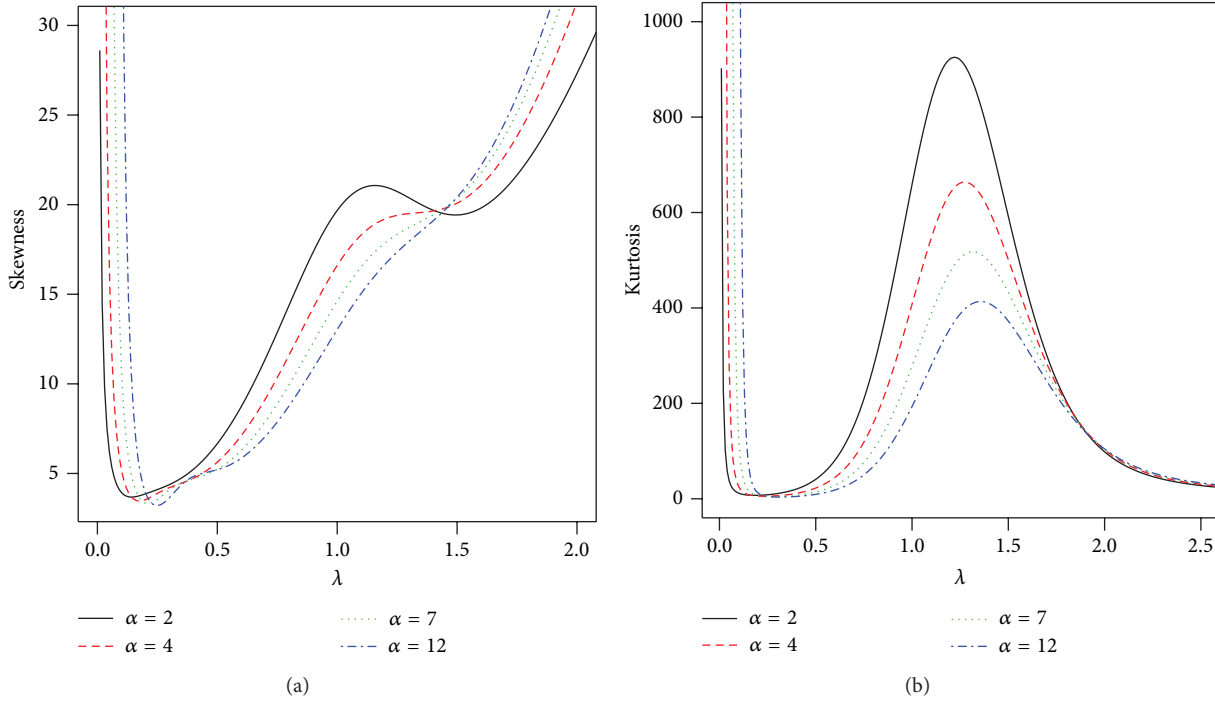 30
25
20
15
10
5
Skewness
0.0 0.5 1.0 1.5 2.0
λ
α = 2
α = 4
α = 7
α = 12
(a)
1000
800
600
400
200
0
Kurtosis
0.0 0.5 1.0 1.5 2.0 2.5
λ
α = 2
α = 4
α = 7
α = 12
(b)